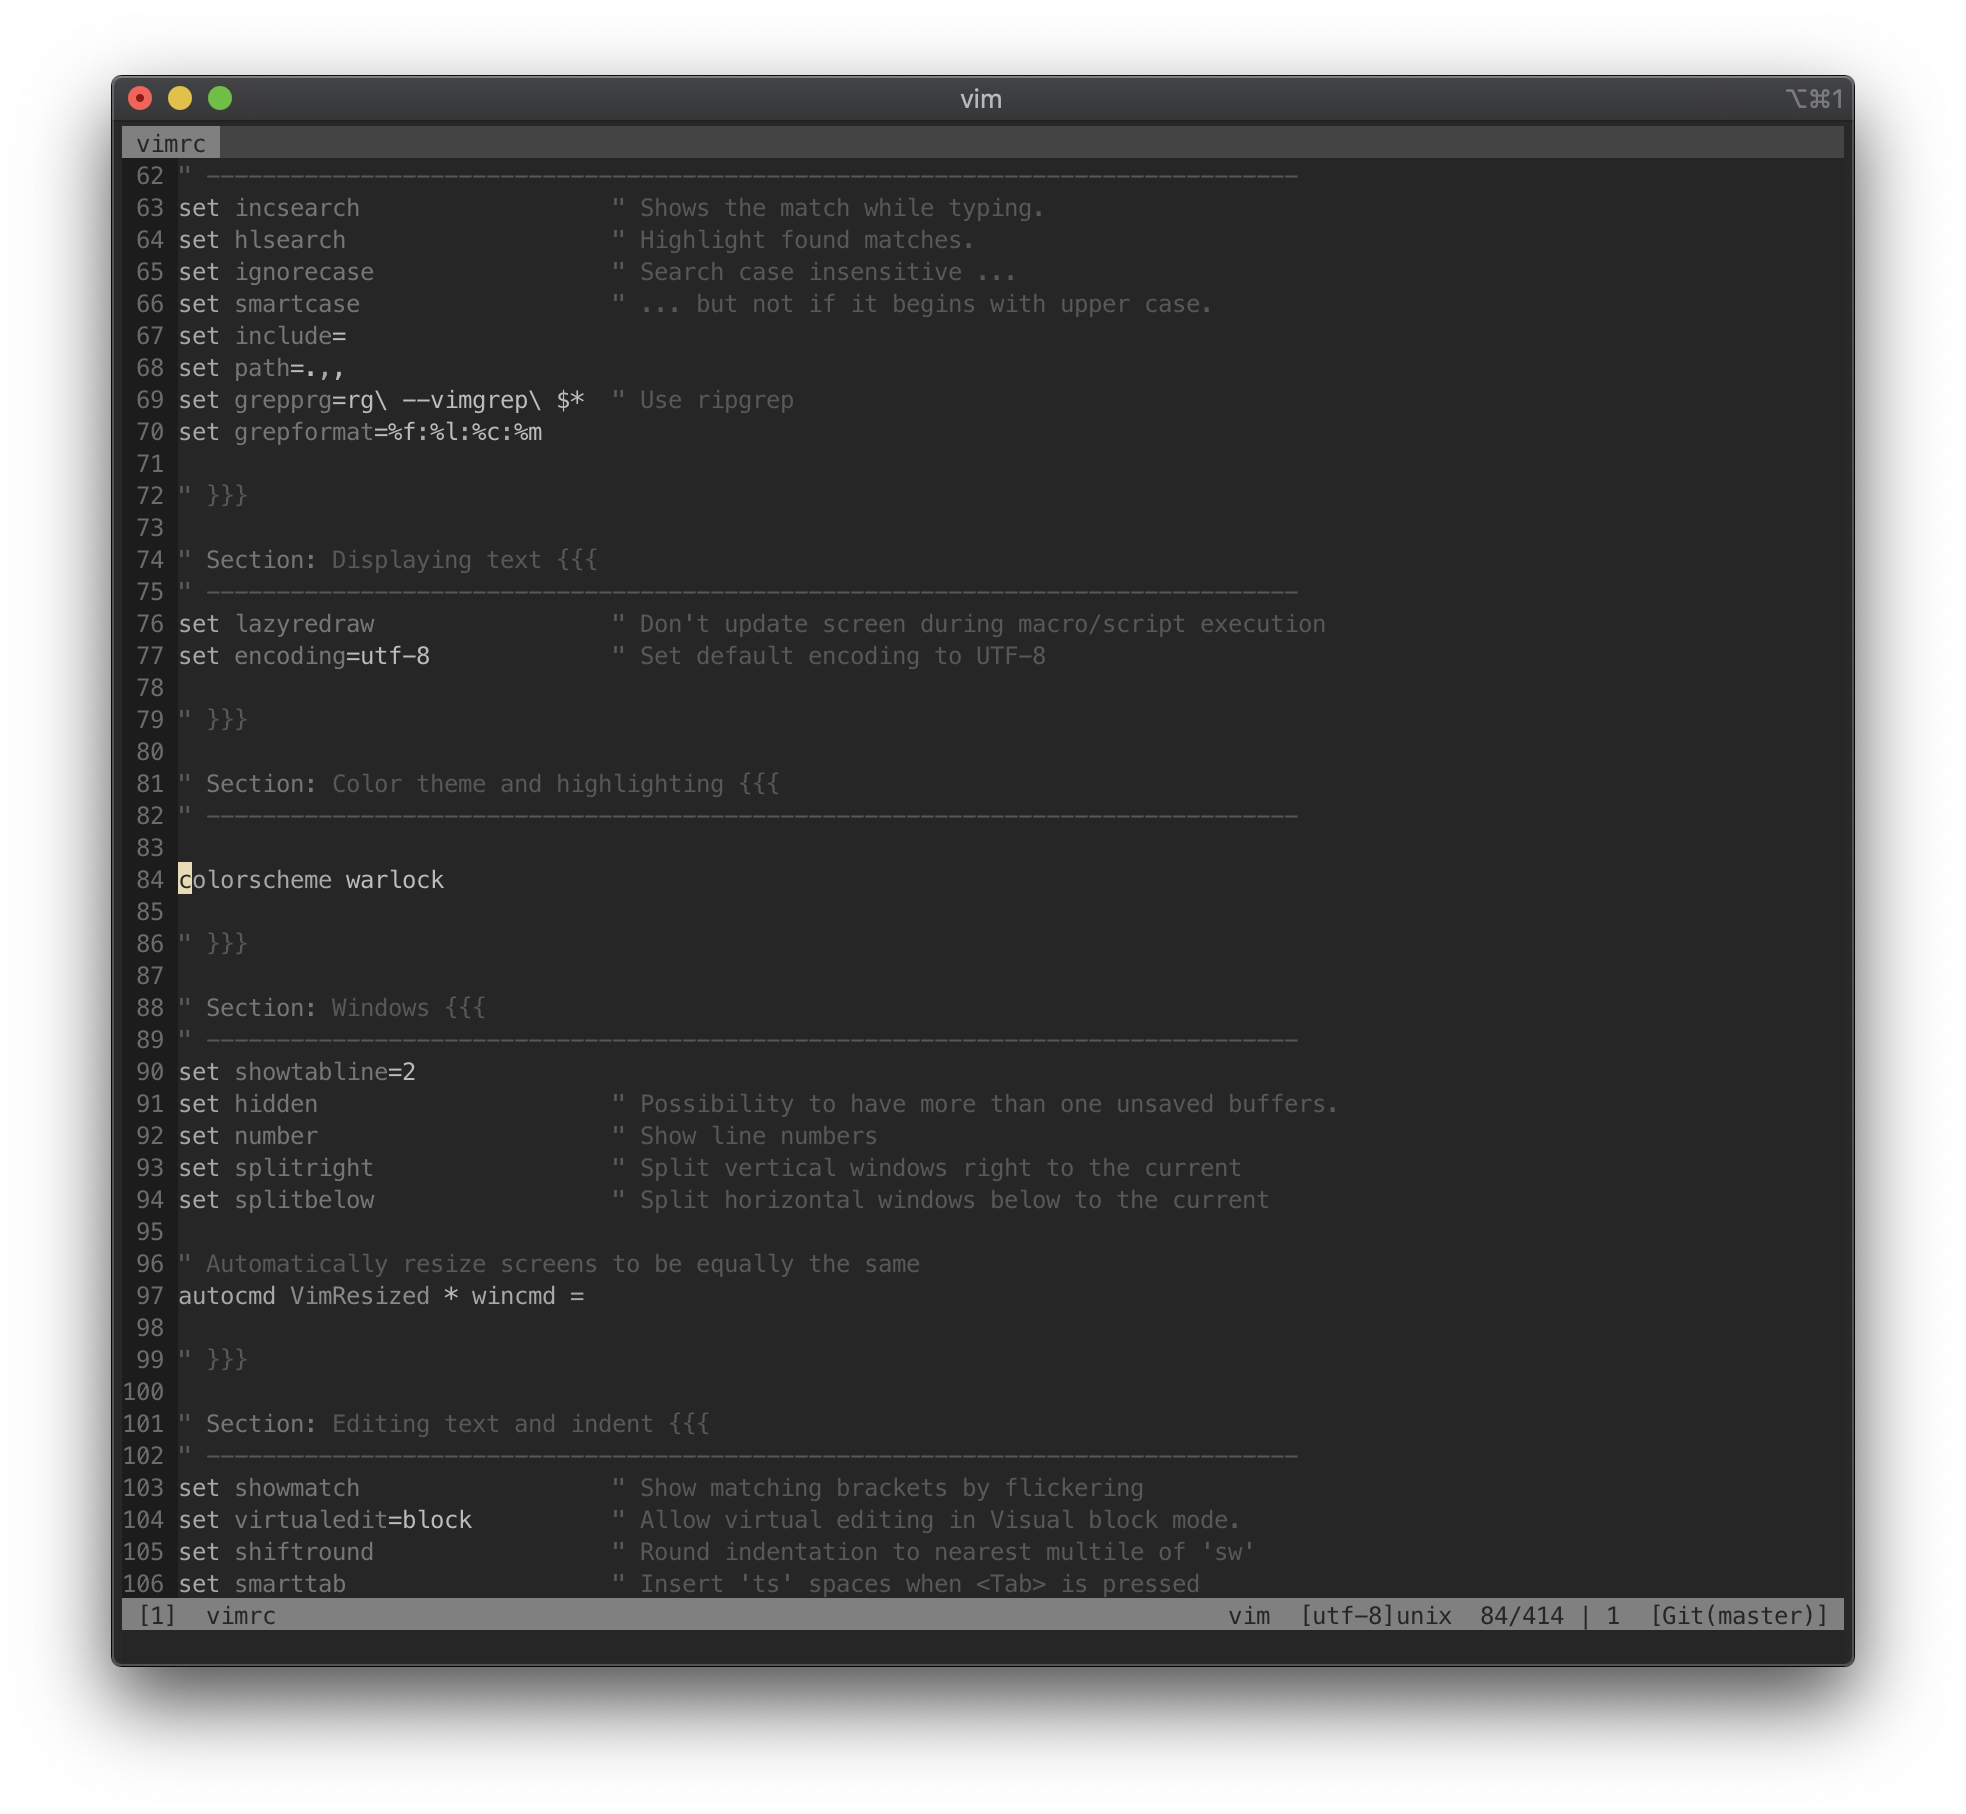 vim ⌥⌘1
vimrc
62 " ------------------------------------------------------------------------------
63 set incsearch                  " Shows the match while typing.
64 set hlsearch                   " Highlight found matches.
65 set ignorecase                 " Search case insensitive ...
66 set smartcase                  " ... but not if it begins with upper case.
67 set include=
68 set path=.,,
69 set grepprg=rg\ --vimgrep\ $*  " Use ripgrep
70 set grepformat=%f:%l:%c:%m
71
72 " }}}
73
74 " Section: Displaying text {{{
75 " ------------------------------------------------------------------------------
76 set lazyredraw                 " Don't update screen during macro/script execution
77 set encoding=utf-8             " Set default encoding to UTF-8
78
79 " }}}
80
81 " Section: Color theme and highlighting {{{
82 " ------------------------------------------------------------------------------
83
84 colorscheme warlock
85
86 " }}}
87
88 " Section: Windows {{{
89 " ------------------------------------------------------------------------------
90 set showtabline=2
91 set hidden                     " Possibility to have more than one unsaved buffers.
92 set number                     " Show line numbers
93 set splitright                 " Split vertical windows right to the current
94 set splitbelow                 " Split horizontal windows below to the current
95
96 " Automatically resize screens to be equally the same
97 autocmd VimResized * wincmd =
98
99 " }}}
100
101 " Section: Editing text and indent {{{
102 " ------------------------------------------------------------------------------
103 set showmatch                  " Show matching brackets by flickering
104 set virtualedit=block          " Allow virtual editing in Visual block mode.
105 set shiftround                 " Round indentation to nearest multile of 'sw'
106 set smarttab                   " Insert 'ts' spaces when <Tab> is pressed
[1]  vimrc  vim  [utf-8]unix  84/414 | 1  [Git(master)]